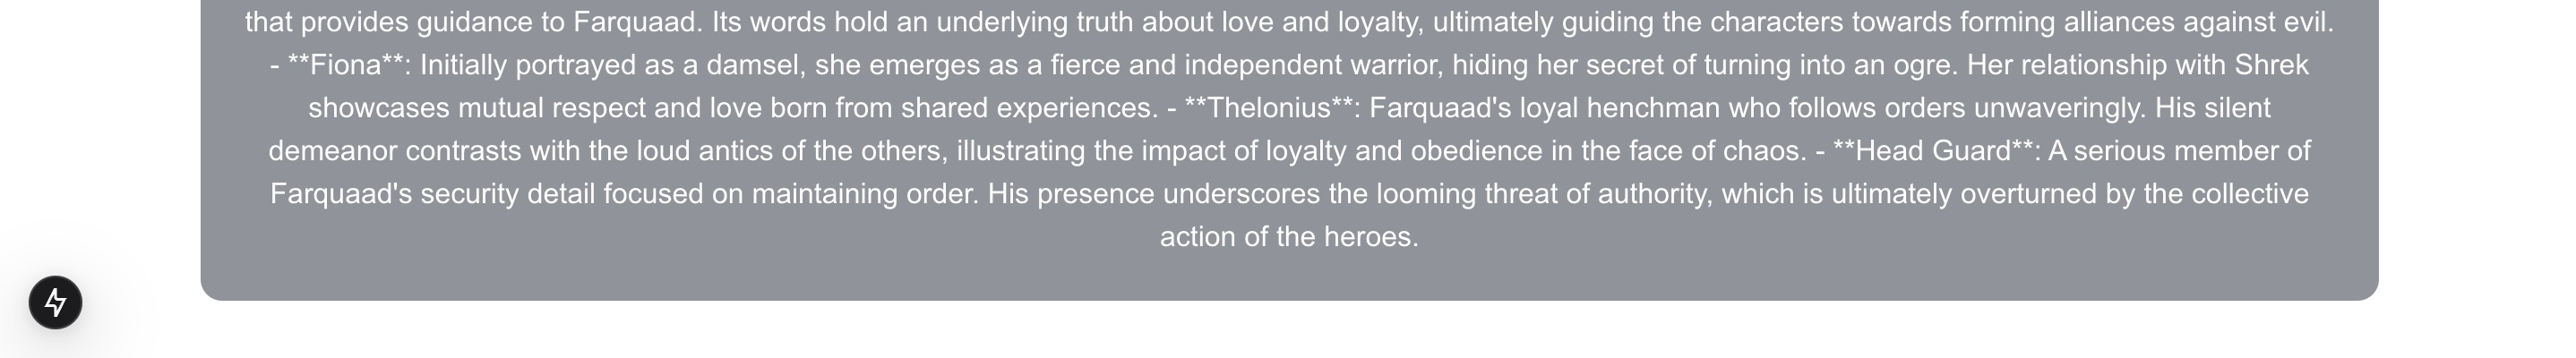 that provides guidance to Farquaad. Its words hold an underlying truth about love and loyalty, ultimately guiding the characters towards forming alliances against evil.
- **Fiona**: Initially portrayed as a damsel, she emerges as a fierce and independent warrior, hiding her secret of turning into an ogre. Her relationship with Shrek
showcases mutual respect and love born from shared experiences. - **Thelonius**: Farquaad's loyal henchman who follows orders unwaveringly. His silent
demeanor contrasts with the loud antics of the others, illustrating the impact of loyalty and obedience in the face of chaos. - **Head Guard**: A serious member of
Farquaad's security detail focused on maintaining order. His presence underscores the looming threat of authority, which is ultimately overturned by the collective
action of the heroes.